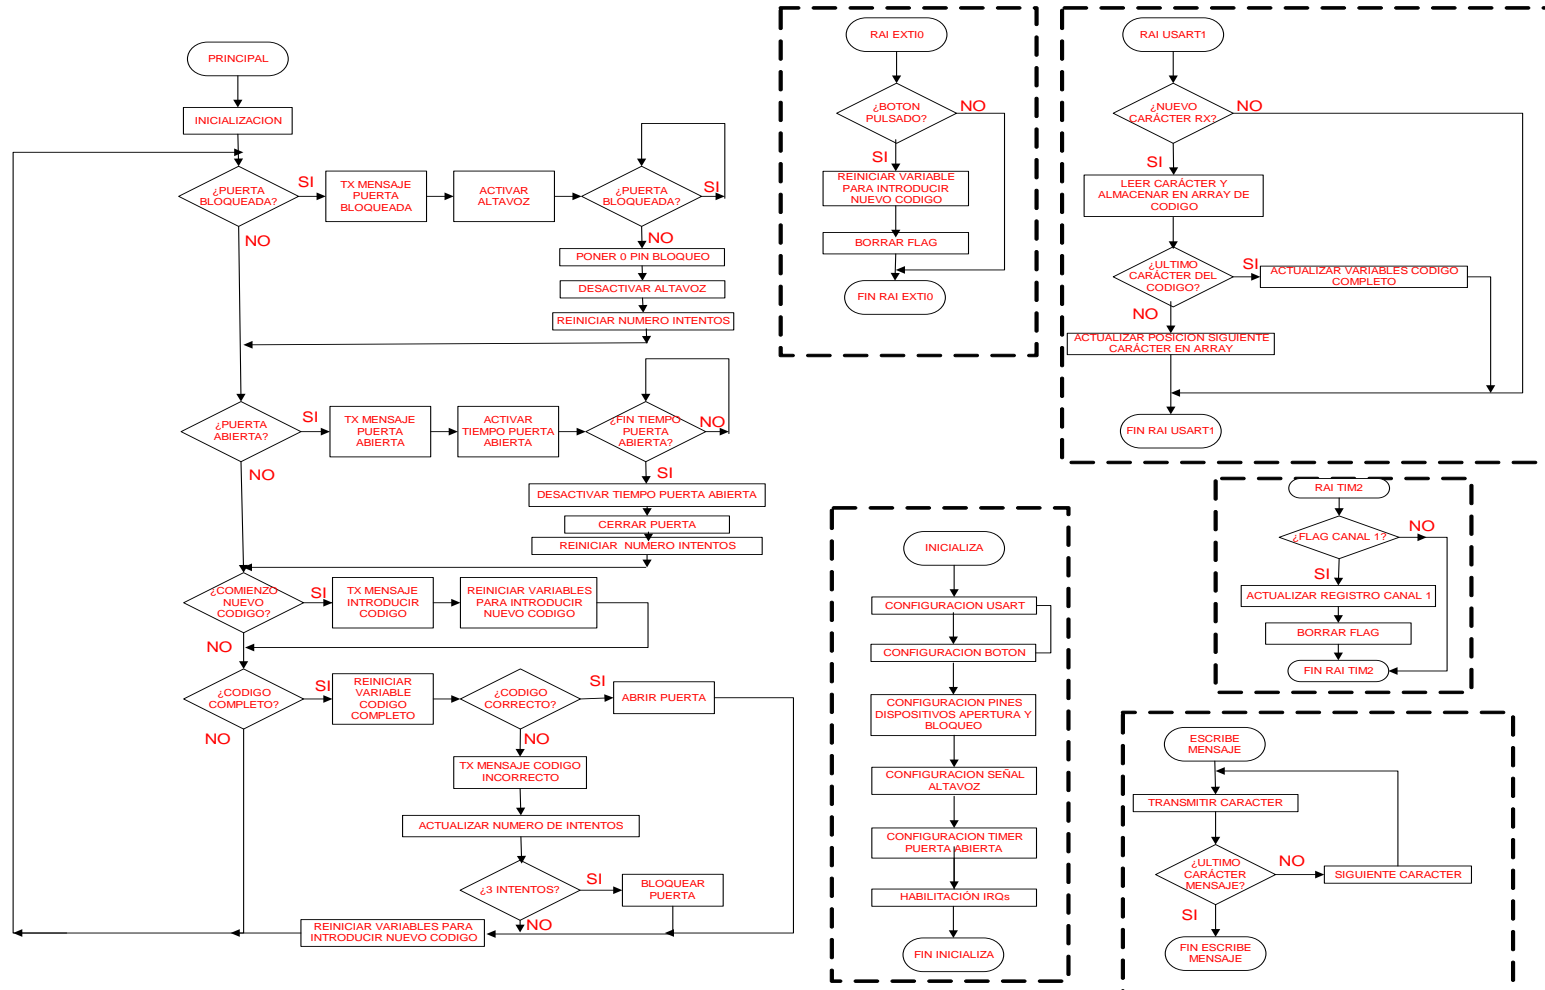 PRINCIPAL
INICIALIZACION
¿PUERTA
BLOQUEADA?
SI
TX MENSAJE
PUERTA
BLOQUEADA
ACTIVAR
ALTAVOZ
¿PUERTA
BLOQUEADA?
SI
NO
NO
PONER 0 PIN BLOQUEO
DESACTIVAR ALTAVOZ
REINICIAR NUMERO INTENTOS
¿PUERTA
ABIERTA?
SI
TX MENSAJE
PUERTA
ABIERTA
ACTIVAR
TIEMPO PUERTA
ABIERTA
¿FIN TIEMPO
PUERTA
ABIERTA?
NO
NO
SI
DESACTIVAR TIEMPO PUERTA ABIERTA
CERRAR PUERTA
REINICIAR NUMERO INTENTOS
¿COMIENZO
NUEVO
CODIGO?
SI
TX MENSAJE
INTRODUCIR
CODIGO
REINICIAR VARIABLES
PARA INTRODUCIR
NUEVO CODIGO
NO
¿CODIGO
COMPLETO?
SI
REINICIAR
VARIABLE
CODIGO
COMPLETO
¿CODIGO
CORRECTO?
SI
ABRIR PUERTA
NO
NO
TX MENSAJE CODIGO
INCORRECTO
ACTUALIZAR NUMERO DE INTENTOS
¿3 INTENTOS?
SI
BLOQUEAR
PUERTA
NO
REINICIAR VARIABLES PARA
INTRODUCIR NUEVO CODIGO
RAI EXTI0
¿BOTON
PULSADO?
NO
SI
REINICIAR VARIABLE
PARA INTRODUCIR
NUEVO CODIGO
BORRAR FLAG
FIN RAI EXTI0
RAI USART1
¿NUEVO
CARÁCTER RX?
NO
SI
LEER CARÁCTER Y
ALMACENAR EN ARRAY DE
CODIGO
¿ULTIMO
CARÁCTER DEL
CODIGO?
SI
ACTUALIZAR VARIABLES CODIGO
COMPLETO
NO
ACTUALIZAR POSICION SIGUIENTE
CARÁCTER EN ARRAY
FIN RAI USART1
INICIALIZA
CONFIGURACION USART
CONFIGURACION BOTON
CONFIGURACION PINES
DISPOSITIVOS APERTURA Y
BLOQUEO
CONFIGURACION SEÑAL
ALTAVOZ
CONFIGURACION TIMER
PUERTA ABIERTA
HABILITACIÓN IRQs
FIN INICIALIZA
RAI TIM2
¿FLAG CANAL 1?
NO
SI
ACTUALIZAR REGISTRO CANAL 1
BORRAR FLAG
FIN RAI TIM2
ESCRIBE
MENSAJE
TRANSMITIR CARACTER
¿ULTIMO
CARÁCTER
MENSAJE?
NO
SIGUIENTE CARACTER
SI
FIN ESCRIBE
MENSAJE